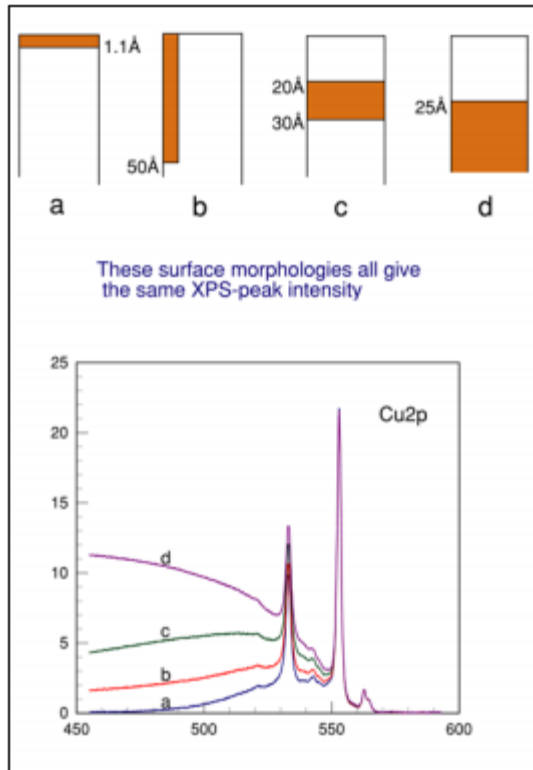 1.1Å
20Å
25Å
30Å
50Å
a
b
c
d
These surface morphologies all give
the same XPS-peak intensity
25
Cu2p
20
15
d
10
c
5
b
a
0
450
500
550
600